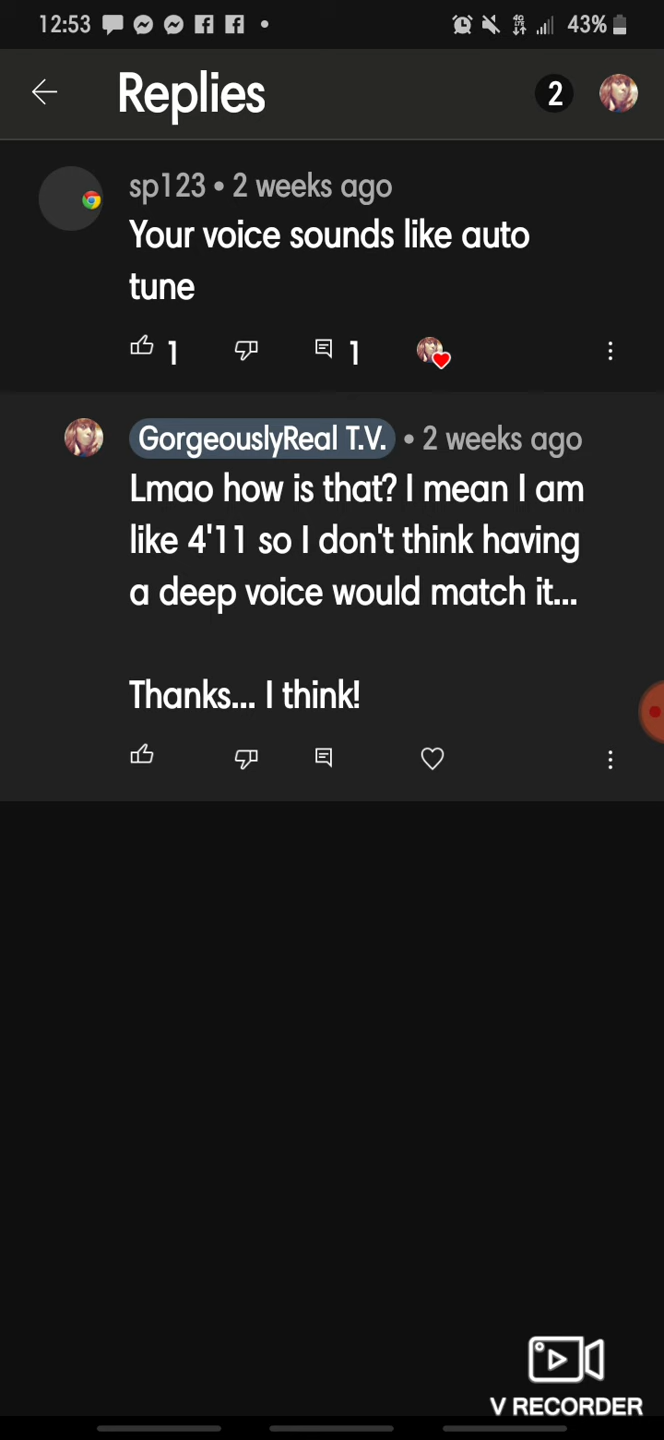 12:53 43%
Replies 2
sp123 • 2 weeks ago
Your voice sounds like auto
tune
1 1
GorgeouslyReal T.V. • 2 weeks ago
Lmao how is that? I mean I am
like 4'11 so I don't think having
a deep voice would match it...
Thanks... I think!
V RECORDER